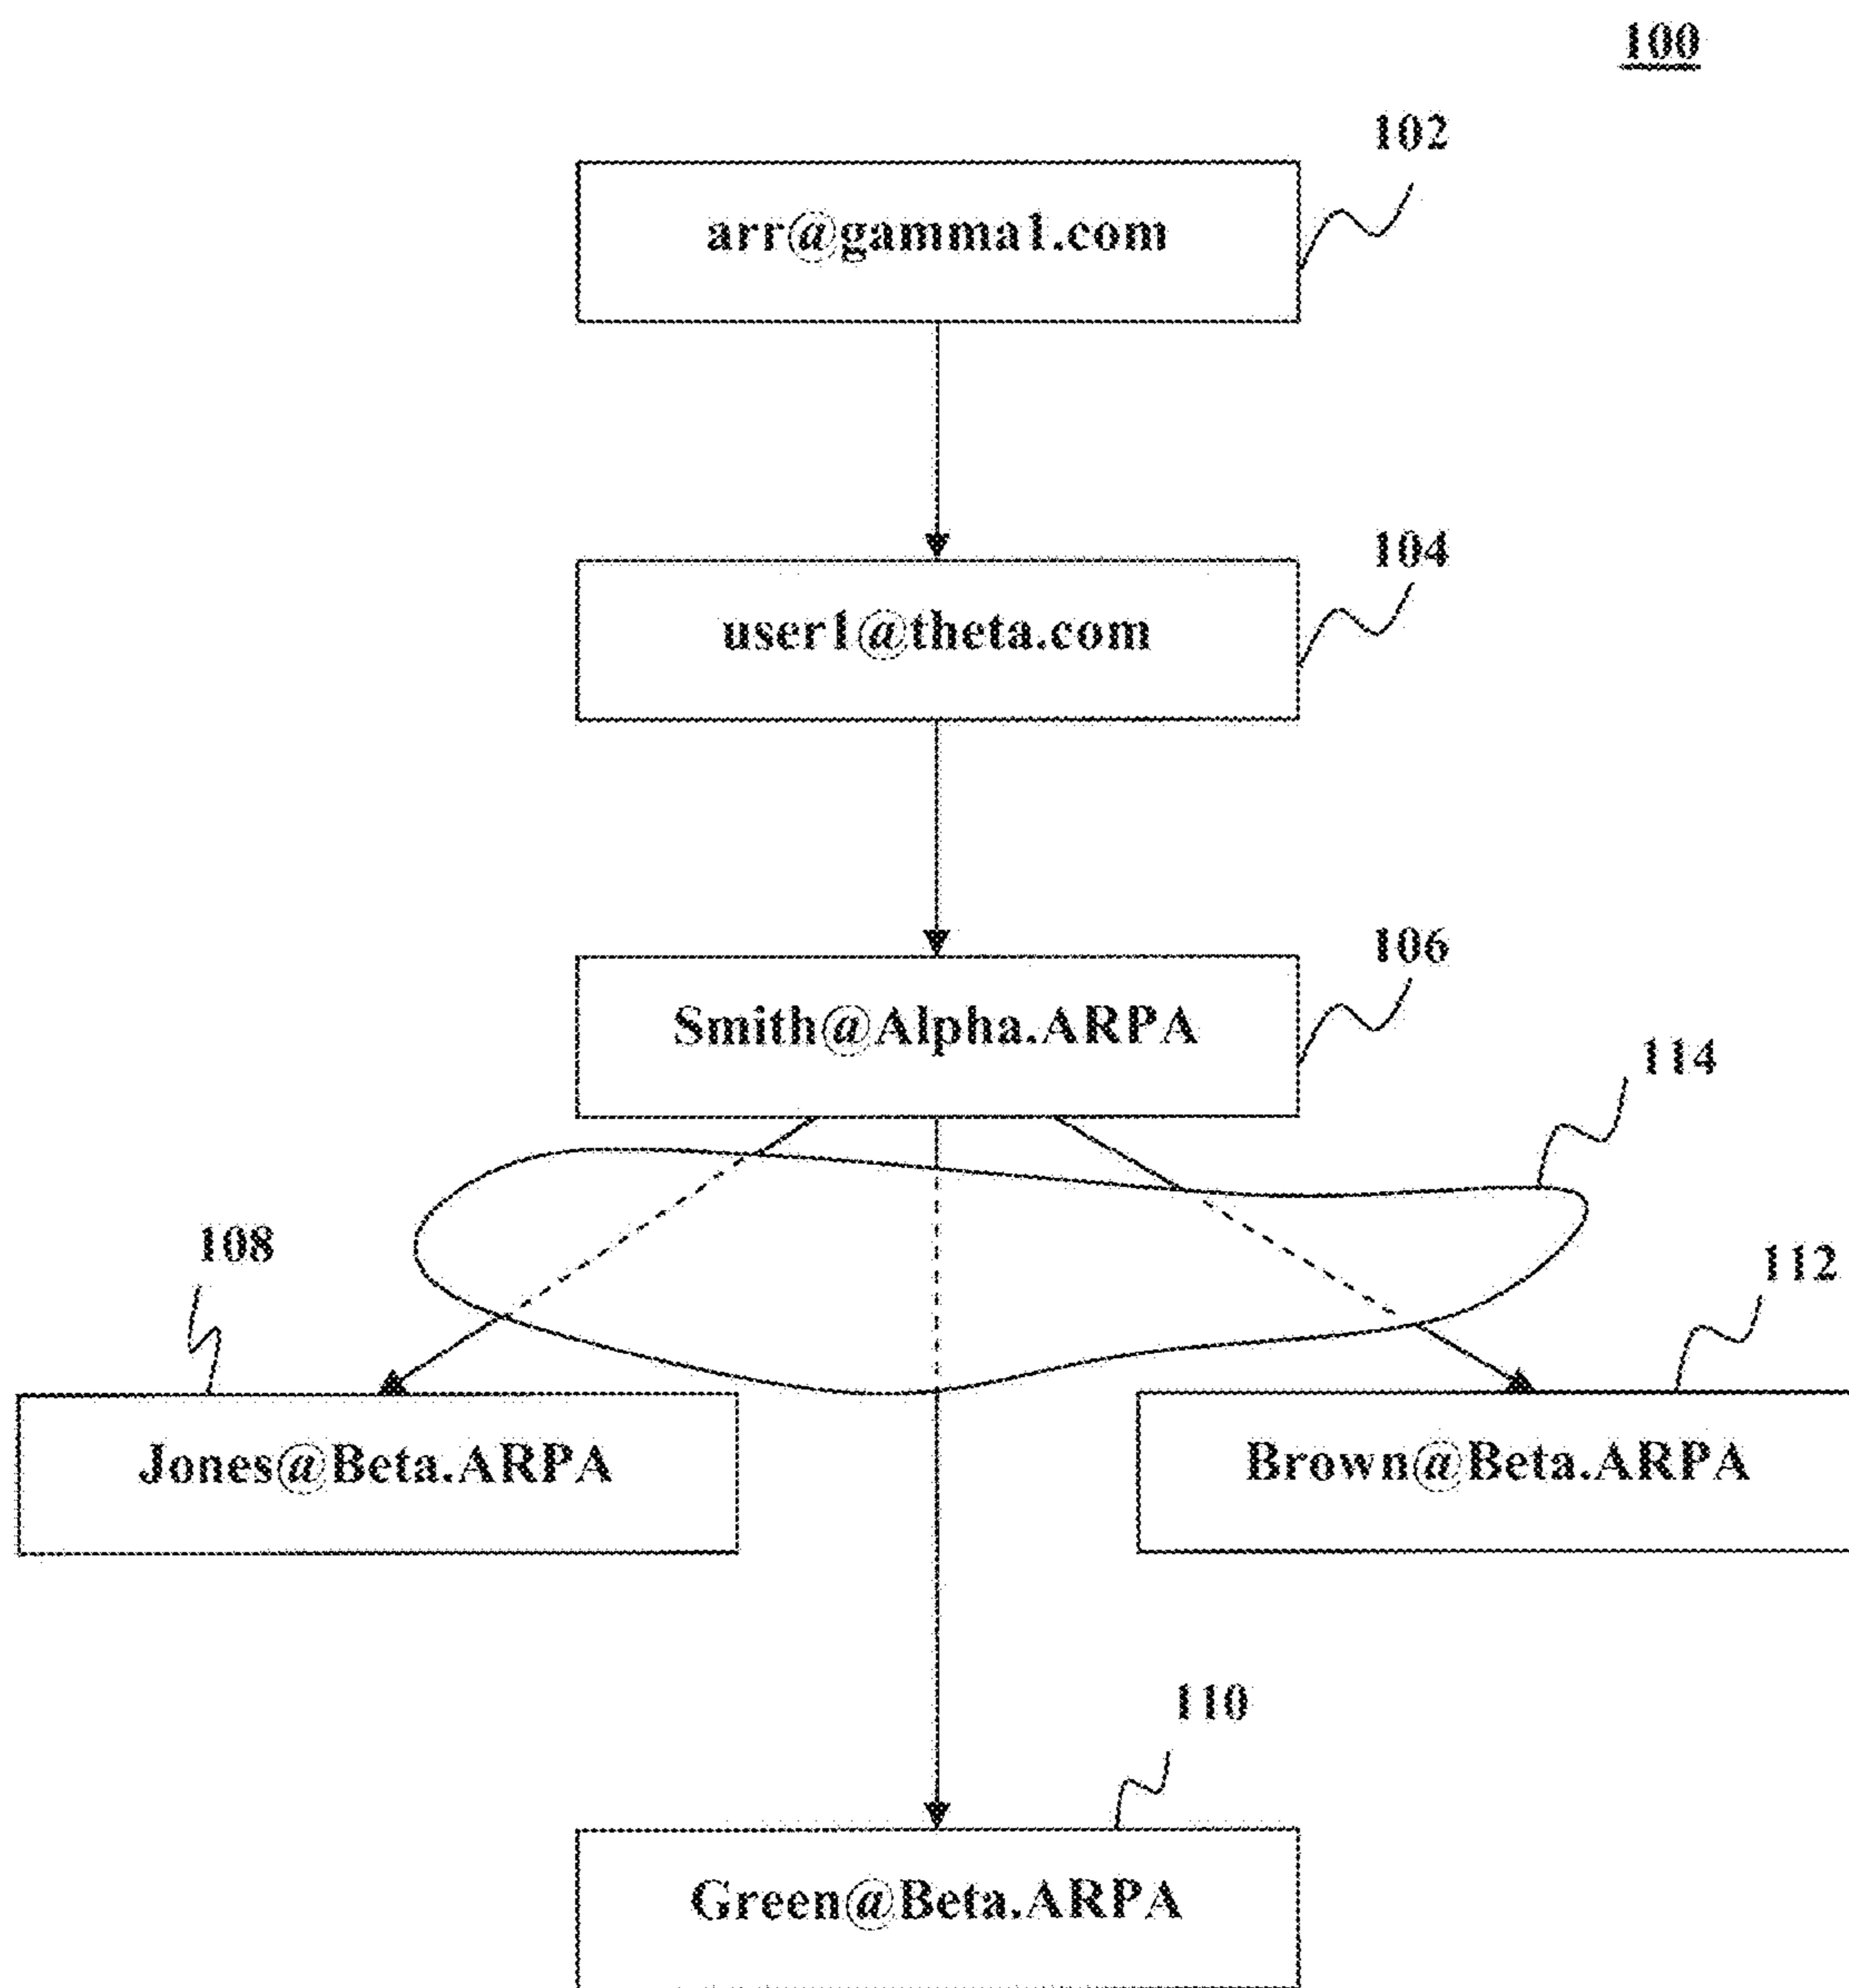 100
102
arr@gamma1.com
104
user1@theta.com
106
Smith@Alpha.ARPA
114
108
112
Jones@Beta.ARPA
Brown@Beta.ARPA
110
Green@Beta.ARPA